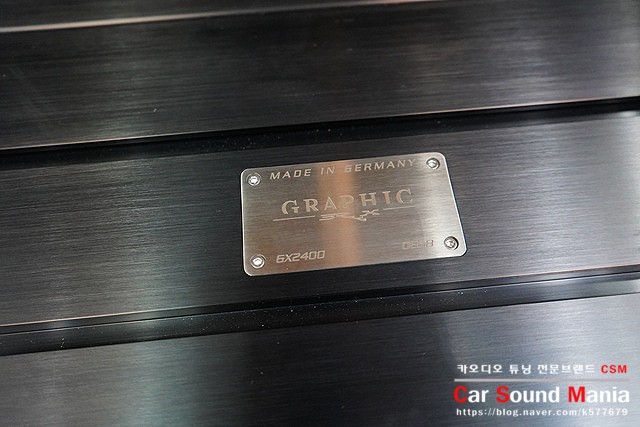 MADE IN GERMANY
GRAPHIC
6X2400
카오디오 튜닝 전문브랜드 CSM
Car Sound Mania
https://blog.naver.com/k577679